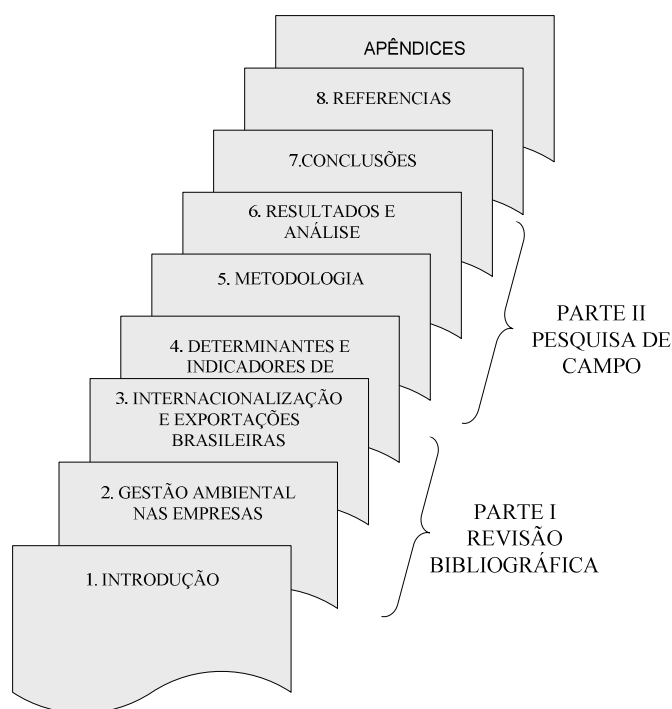 APÊNDICES
8. REFERENCIAS
7.CONCLUSÕES
6. RESULTADOS E
ANÁLISE
5. METODOLOGIA
4. DETERMINANTES E
INDICADORES DE
3. INTERNACIONALIZAÇÃO
E EXPORTAÇÕES
BRASILEIRAS
2. GESTÃO AMBIENTAL
NAS EMPRESAS
1. INTRODUÇÃO
PARTE II
PESQUISA DE
CAMPO
PARTE I
REVISÃO
BIBLIOGRÁFICA